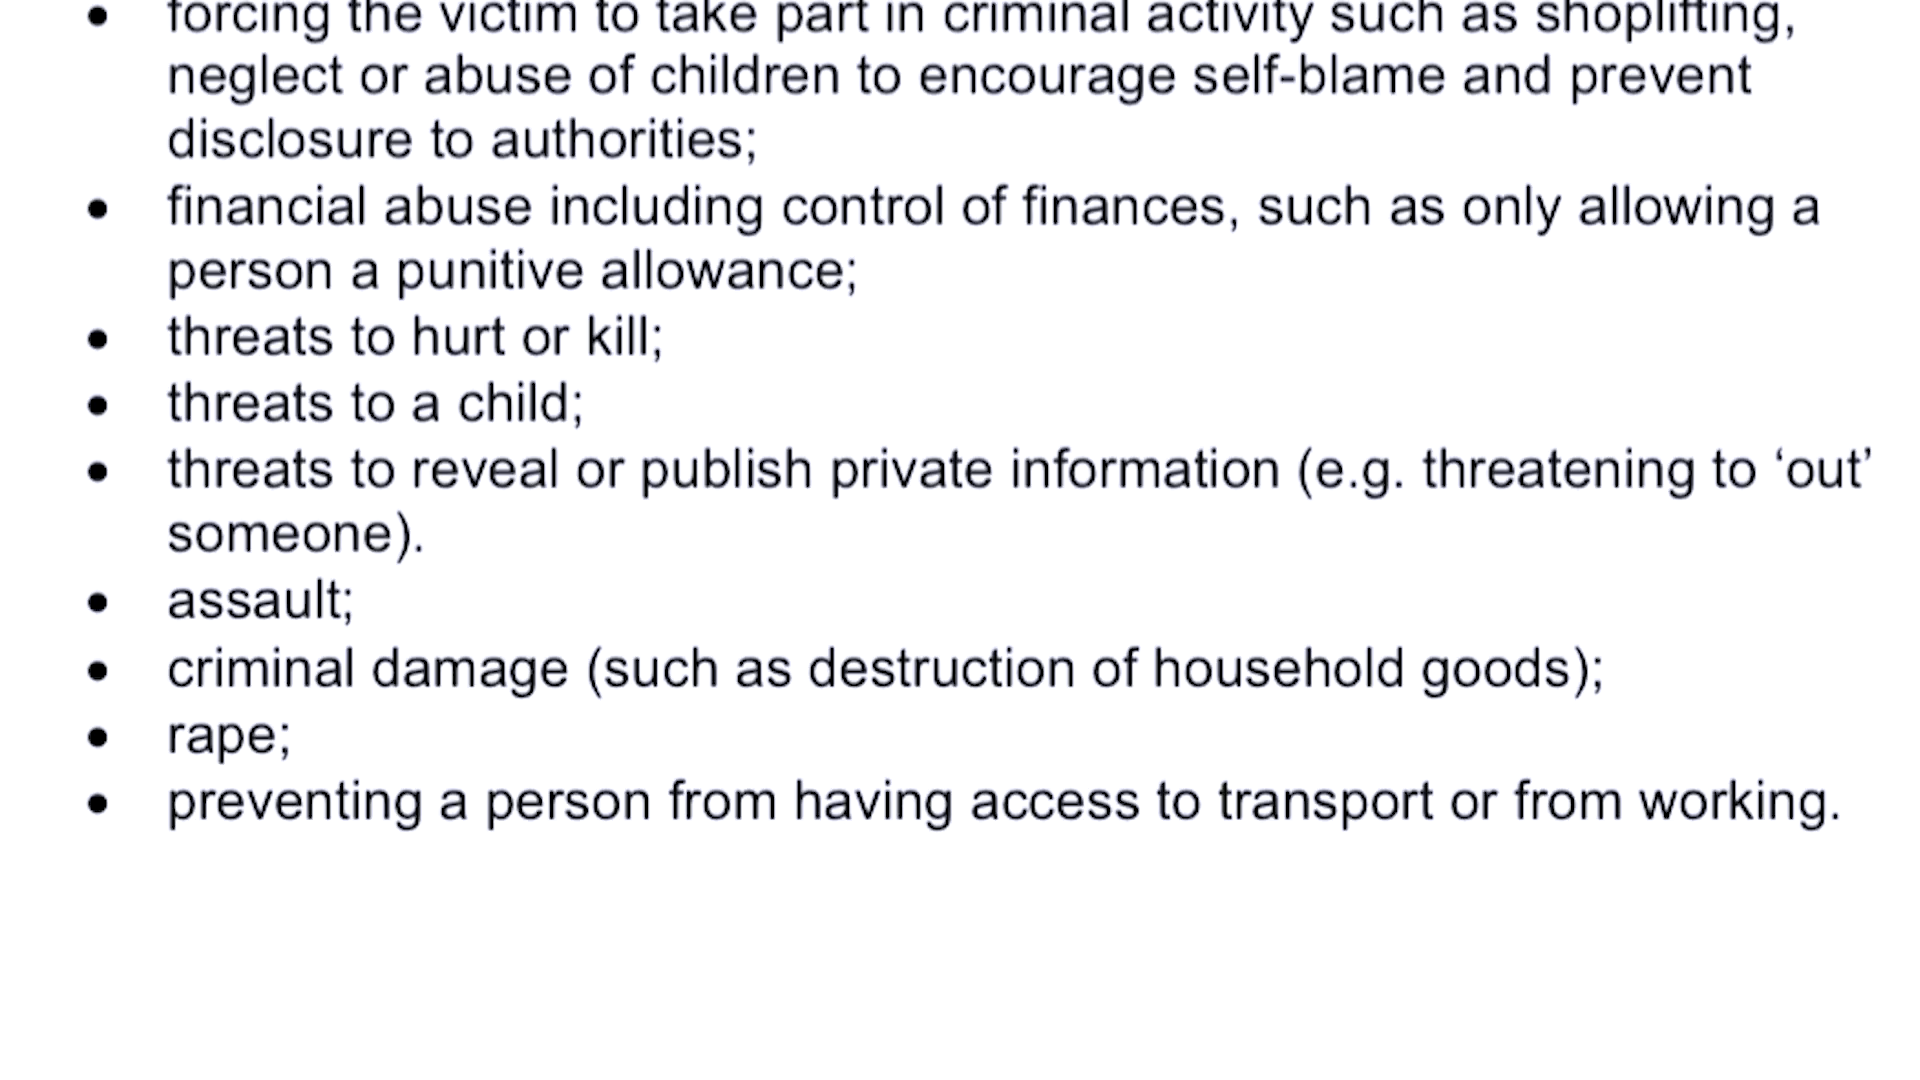 • forcing the victim to take part in criminal activity such as shoplifting,
neglect or abuse of children to encourage self-blame and prevent
disclosure to authorities;
• financial abuse including control of finances, such as only allowing a
person a punitive allowance;
• threats to hurt or kill;
• threats to a child;
• threats to reveal or publish private information (e.g. threatening to ‘out’
someone).
• assault;
• criminal damage (such as destruction of household goods);
• rape;
• preventing a person from having access to transport or from working.